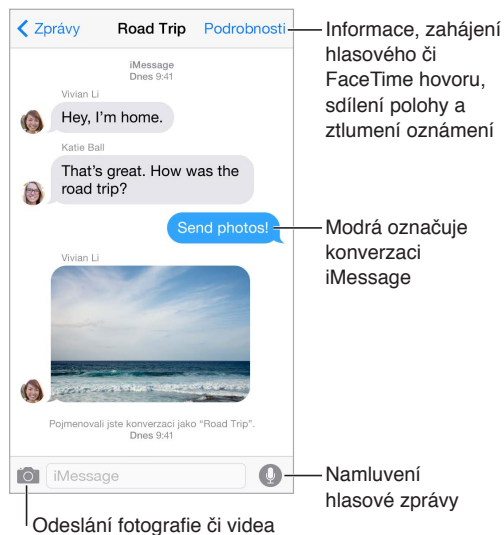 Zprávy Road Trip Podrobnosti
iMessage
Dnes 9:41
Vivian Li
Hey, I'm home.
Katie Ball
That's great. How was the
road trip?
Send photos!
Vivian Li
Pojmenovali jste konverzaci jako “Road Trip”.
Dnes 9:41
iMessage
Informace, zahájení
hlasového či
FaceTime hovoru,
sdílení polohy a
ztlumení oznámení
Modrá označuje
konverzaci
iMessage
Namluvení
hlasové zprávy
Odeslání fotografie či videa